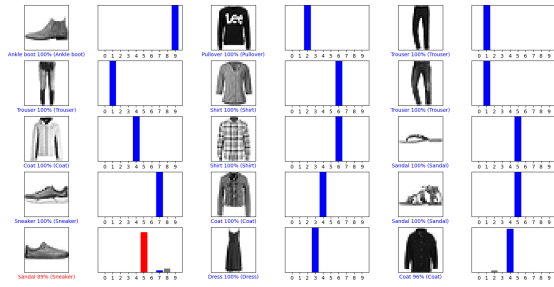 Lee
Ankle boot 100% (Ankle boot)
0 1 2 3 4 5 6 7 8 9
Pullover 100% (Pullover)
0 1 2 3 4 5 6 7 8 9
Trouser 100% (Trouser)
0 1 2 3 4 5 6 7 8 9
Trouser 100% (Trouser)
0 1 2 3 4 5 6 7 8 9
Shirt 100% (Shirt)
0 1 2 3 4 5 6 7 8 9
Trouser 100% (Trouser)
0 1 2 3 4 5 6 7 8 9
Coat 100% (Coat)
0 1 2 3 4 5 6 7 8 9
Shirt 100% (Shirt)
0 1 2 3 4 5 6 7 8 9
Sandal 100% (Sandal)
0 1 2 3 4 5 6 7 8 9
Sneaker 100% (Sneaker)
0 1 2 3 4 5 6 7 8 9
Coat 100% (Coat)
0 1 2 3 4 5 6 7 8 9
Sandal 100% (Sandal)
0 1 2 3 4 5 6 7 8 9
Sandal 89% (Sneaker)
0 1 2 3 4 5 6 7 8 9
Dress 100% (Dress)
0 1 2 3 4 5 6 7 8 9
Coat 96% (Coat)
0 1 2 3 4 5 6 7 8 9